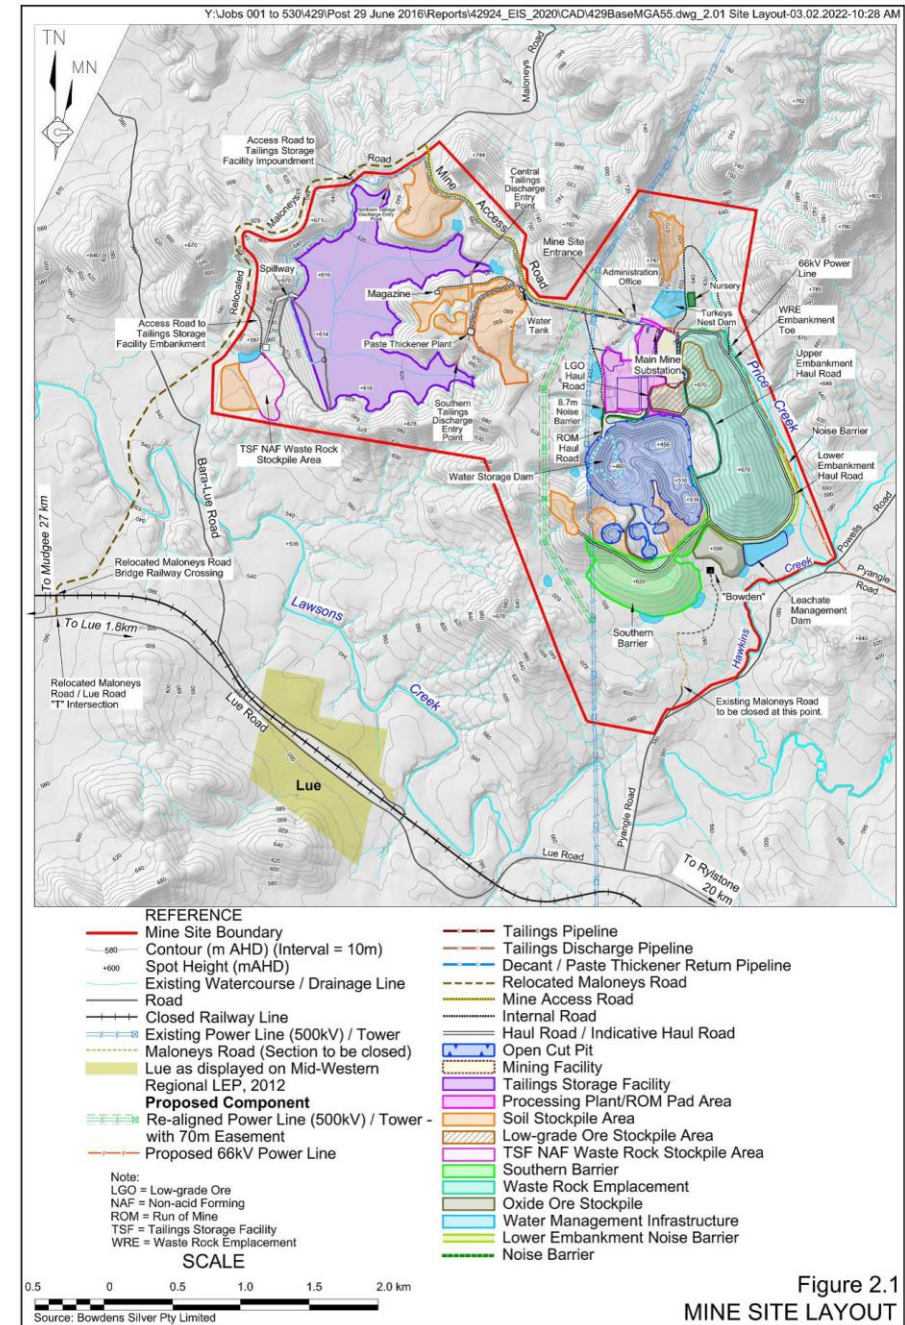 Y:\Jobs 001 to 530\429\Post 29 June 2016\Reports\42924_EIS_2020\CAD\429BaseMGA55.dwg_2.01 Site Layout-03.02.2022-10:28 AM
TN
MN
Maloneys
Road
Access Road to
Tailings Storage
Facility Impoundment
Road
Maloneys
Relocated
Mine
Access
Road
Central
Tailings
Discharge
Entry
Point
Northern Tailings
Discharge Entry
Point
Mine Site
Entrance
Administration
Office
66kV Power
Line
Nursery
Turkeys
Nest Dam
WRE
Embankment
Toe
Upper
Embankment
Haul Road
Spillway
Magazine
Water
Tank
Access Road to
Tailings Storage
Facility Embankment
Paste Thickener Plant
Main Mine
Substation
LGO
Haul
Road
8.7m
Noise
Barrier
ROM
Haul
Road
Price
Creek
Southern
Tailings
Discharge
Entry
Point
TSF NAF Waste Rock
Stockpile Area
Water Storage Dam
Noise Barrier
Lower
Embankment
Haul Road
Bara-Lue Road
To Mudgee 27 km
Relocated Maloneys Road
Bridge Railway Crossing
Powells
Road
Creek
Pyangle
Road
"Bowden"
Leachate
Management
Dam
Lawsons
Creek
To Lue 1.8km
Southern
Barrier
Hawkins
Relocated Maloneys
Road / Lue Road
"T" Intersection
Existing Maloneys Road
to be closed at this point.
Lue Road
Lue
Pyangle Road
Lue Road
To Rylstone
20 km
REFERENCE
Mine Site Boundary
580 Contour (m AHD) (Interval = 10m)
+600 Spot Height (mAHD)
Existing Watercourse / Drainage Line
Road
Closed Railway Line
Existing Power Line (500kV) / Tower
Maloneys Road (Section to be closed)
Lue as displayed on Mid-Western
Regional LEP, 2012
Proposed Component
Re-aligned Power Line (500kV) / Tower -
with 70m Easement
Proposed 66kV Power Line
Note:
LGO = Low-grade Ore
NAF = Non-acid Forming
ROM = Run of Mine
TSF = Tailings Storage Facility
WRE = Waste Rock Emplacement
SCALE
0.5 0 0.5 1.0 1.5 2.0 km
Source: Bowdens Silver Pty Limited
Tailings Pipeline
Tailings Discharge Pipeline
Decant / Paste Thickener Return Pipeline
Relocated Maloneys Road
Mine Access Road
Internal Road
Haul Road / Indicative Haul Road
Open Cut Pit
Mining Facility
Tailings Storage Facility
Processing Plant/ROM Pad Area
Soil Stockpile Area
Low-grade Ore Stockpile Area
TSF NAF Waste Rock Stockpile Area
Southern Barrier
Waste Rock Emplacement
Oxide Ore Stockpile
Water Management Infrastructure
Lower Embankment Noise Barrier
Noise Barrier
Figure 2.1
MINE SITE LAYOUT